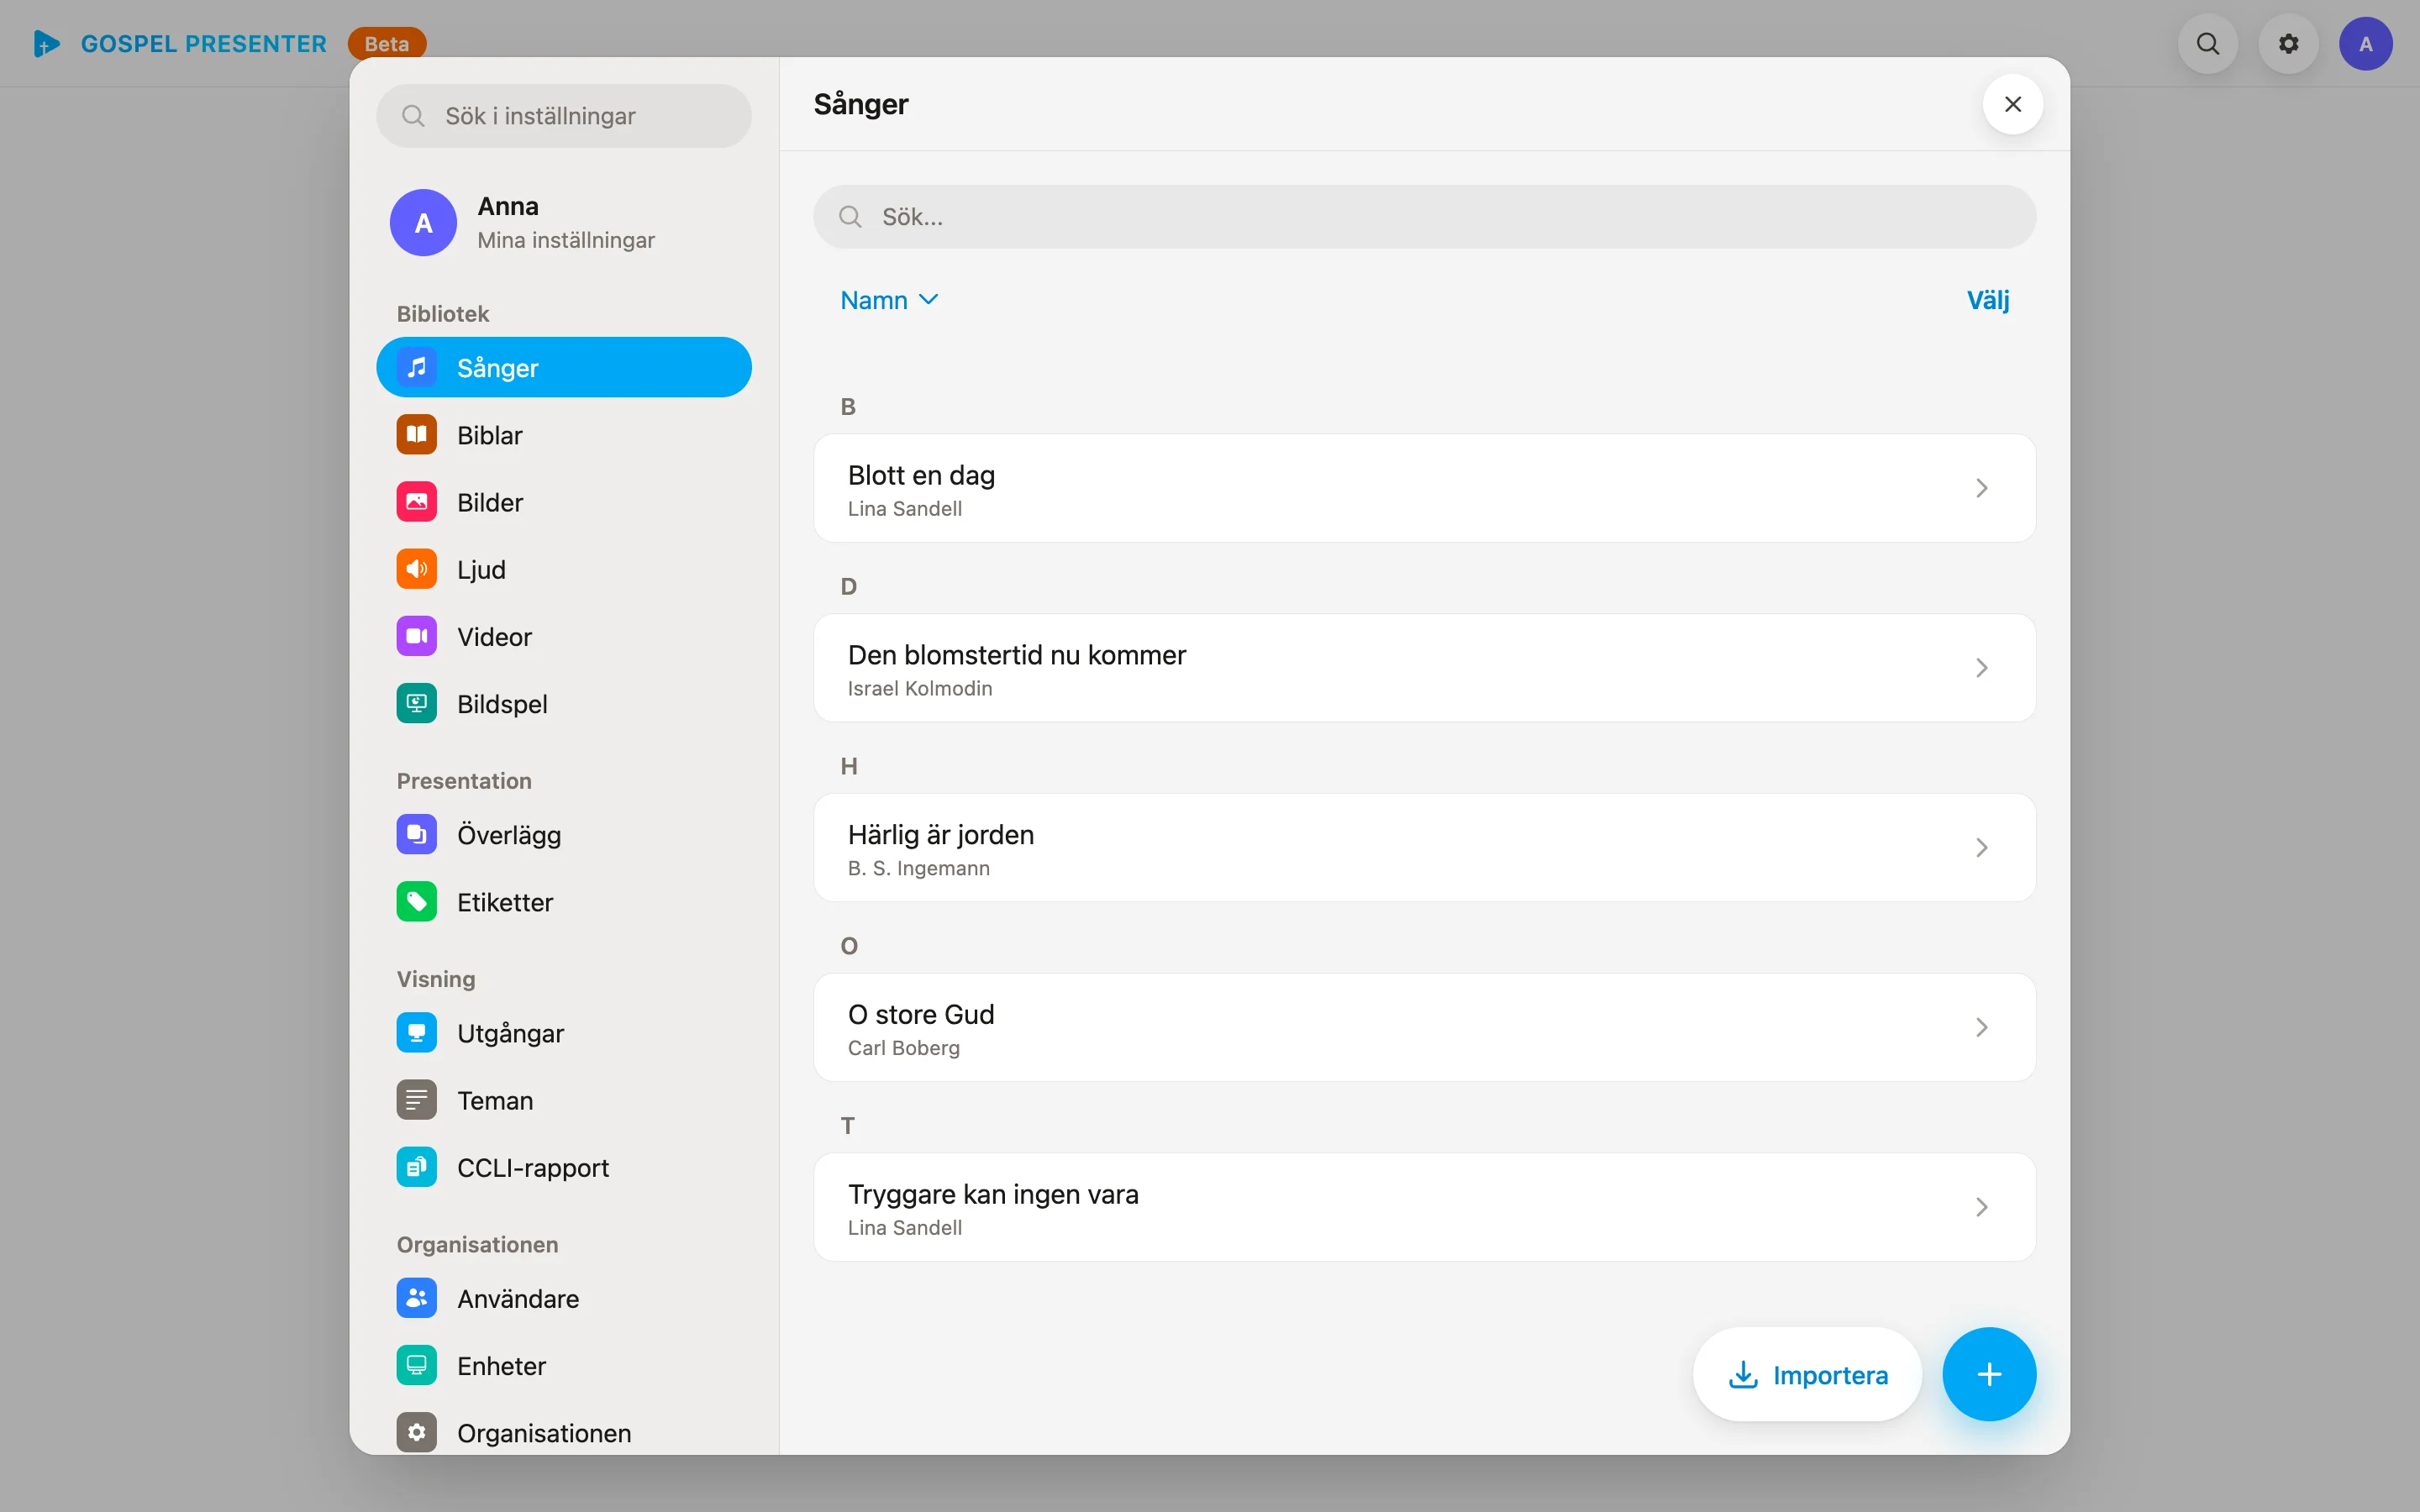 GOSPEL PRESENTER
Beta
A
Sök i inställningar
A
Anna
Mina inställningar
Bibliotek
Sånger
Biblar
Bilder
Ljud
Videor
Bildspel
Presentation
Överlägg
Etiketter
Visning
Utgångar
Teman
CCLI-rapport
Organisationen
Användare
Enheter
Organisationen
Sånger
Sök...
Namn
Välj
B
Blott en dag
Lina Sandell
D
Den blomstertid nu kommer
Israel Kolmodin
H
Härlig är jorden
B. S. Ingemann
O
O store Gud
Carl Boberg
T
Tryggare kan ingen vara
Lina Sandell
Importera